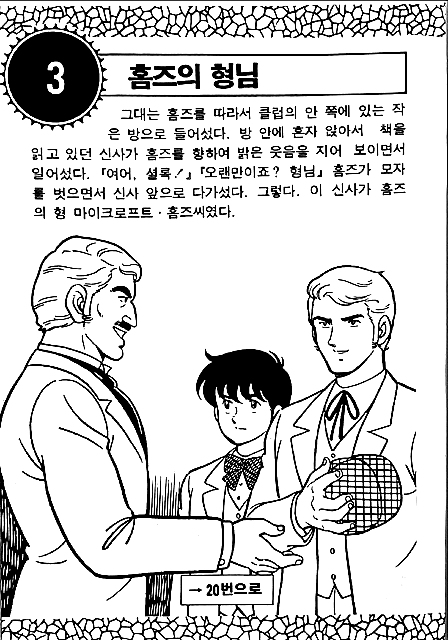 3
홈즈의 형님
그대는 홈즈를 따라서 클럽의 안 쪽에 있는 작
은 방으로 들어섰다. 방 안에 혼자 앉아서 책을
읽고 있던 신사가 홈즈를 향하여 밝은 웃음을 지어 보이면서
일어섰다. 『여어, 셜록!』『오랜만이죠? 형님』 홈즈가 모자
를 벗으면서 신사 앞으로 다가섰다. 그렇다. 이 신사가 홈즈
의 형 마이크로프트·홈즈씨였다.
→ 20번으로